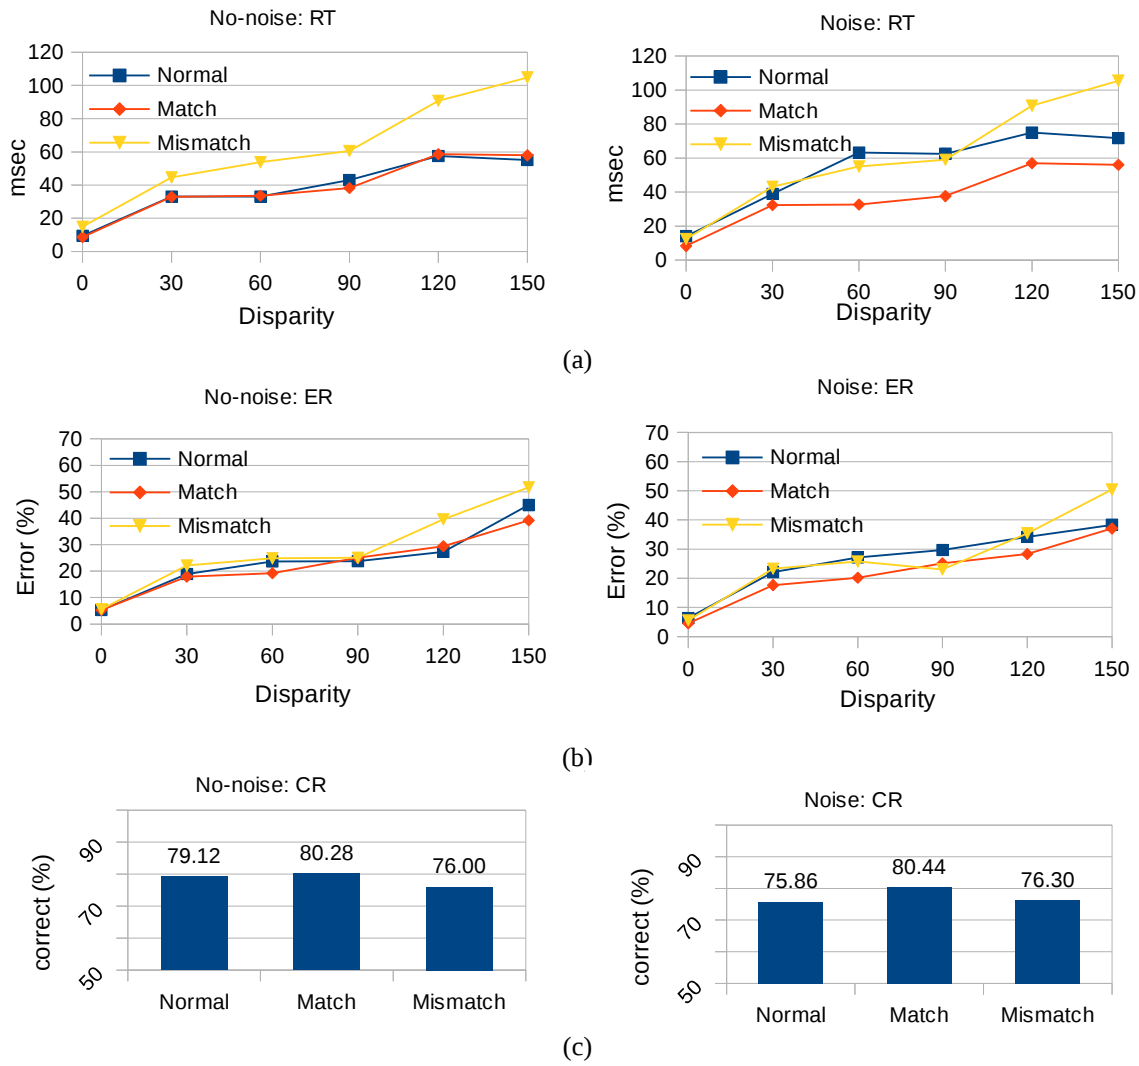 No-noise: RT
120
100
80
60
40
20
0
msec
Normal
Match
Mismatch
0 30 60 90 120 150
Disparity
Noise: RT
120
100
80
60
40
20
0
msec
Normal
Match
Mismatch
0 30 60 90 120 150
Disparity
(a)
No-noise: ER
70
60
50
40
30
20
10
0
Error (%)
Normal
Match
Mismatch
0 30 60 90 120 150
Disparity
Noise: ER
70
60
50
40
30
20
10
0
Error (%)
Normal
Match
Mismatch
0 30 60 90 120 150
Disparity
(b)
No-noise: CR
90
70
50
correct (%)
79.12 80.28 76.00
Normal Match Mismatch
Noise: CR
90
70
50
correct (%)
75.86 80.44 76.30
Normal Match Mismatch
(c)